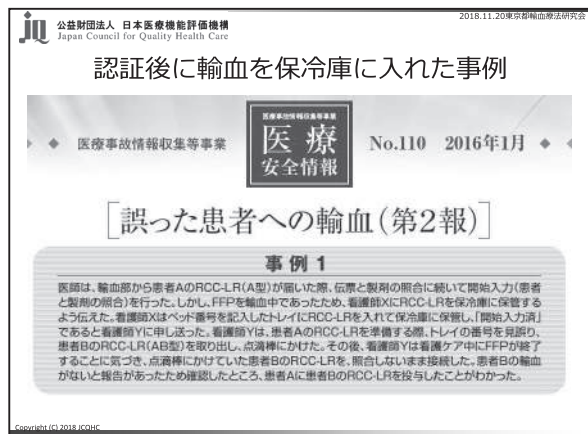 2018.11.20東京都輸血療法研究会
jQ 公益財団法人 日本医療機能評価機構
Japan Council for Quality Health Care
認証後に輸血を保冷庫に入れた事例
医療事故情報収集等事業
医療事故情報収集等事業
医療
安全情報
No.110 2016年1月
[誤った患者への輸血(第2報)]
事例1
医師は、輸血部から患者AのRCC-LR(A型)が届いた際、伝票と製剤の照合に続いて開始入力(患者
と製剤の照合)を行った。しかし、FFPを輸血中であったため、看護師XにRCC-LRを保冷庫に保管する
よう伝えた。看護師Xはベッド番号を記入したトレイにRCC-LRを入れて保冷庫に保管し、「開始入力済」
であると看護師Yに申し送った。看護師Yは、患者AのRCC-LRを準備する際、トレイの番号を見誤り、
患者BのRCC-LR(AB型)を取り出し、点滴棒にかけた。その後、看護師Yは看護ケア中にFFPが終了
することに気づき、点滴棒にかけていた患者BのRCC-LRを、照合しないまま接続した。患者Bの輸血
がないと報告があったため確認したところ、患者Aに患者BのRCC-LRを投与したことがわかった。
Copyright (C) 2018 JCQHC